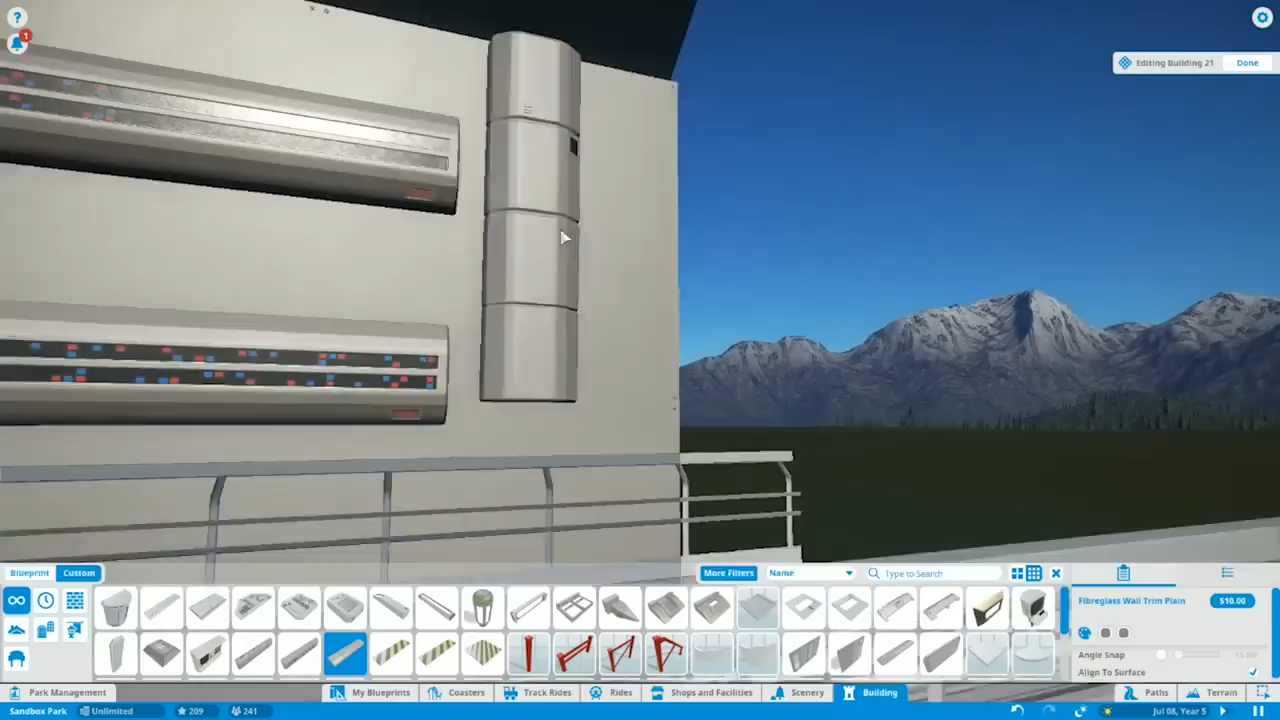 ?
1
Editing Building 21 Done
Blueprint Custom More Filters Name Type to Search
Fibreglass Wall Trim Plain $10.00
Angle Snap
Align To Surface
Park Management My Blueprints Coasters Track Rides Rides Shops and Facilities Scenery Building Paths Terrain
Sandbox Park Unlimited 209 241 Jul 08, Year 5